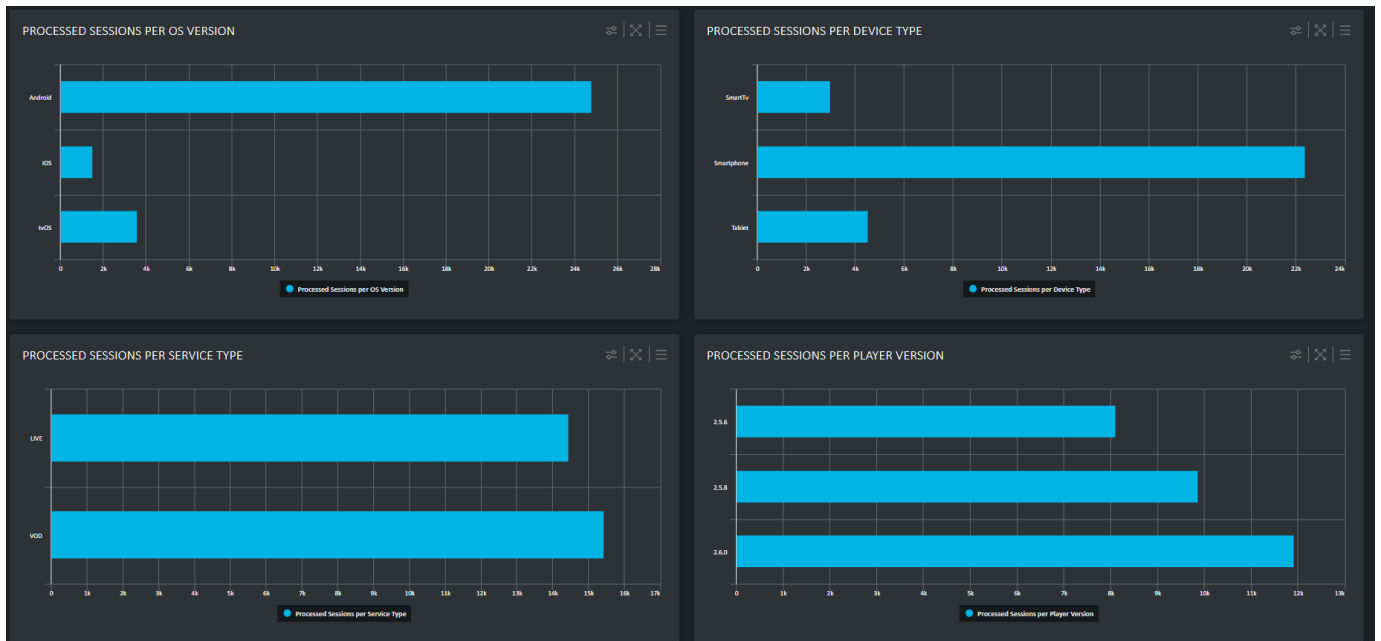 PROCESSED SESSIONS PER OS VERSION
Android
iOS
tvOS
0 2k 4k 6k 8k 10k 12k 14k 16k 18k 20k 22k 24k 26k 28k
Processed Sessions per OS Version
PROCESSED SESSIONS PER DEVICE TYPE
SmartTv
Smartphone
Tablet
0 2k 4k 6k 8k 10k 12k 14k 16k 18k 20k 22k 24k
Processed Sessions per Device Type
PROCESSED SESSIONS PER SERVICE TYPE
LIVE
VOD
0 1k 2k 3k 4k 5k 6k 7k 8k 9k 10k 11k 12k 13k 14k 15k 16k 17k
Processed Sessions per Service Type
PROCESSED SESSIONS PER PLAYER VERSION
2.5.6
2.5.8
2.6.0
0 1k 2k 3k 4k 5k 6k 7k 8k 9k 10k 11k 12k 13k
Processed Sessions per Player Version